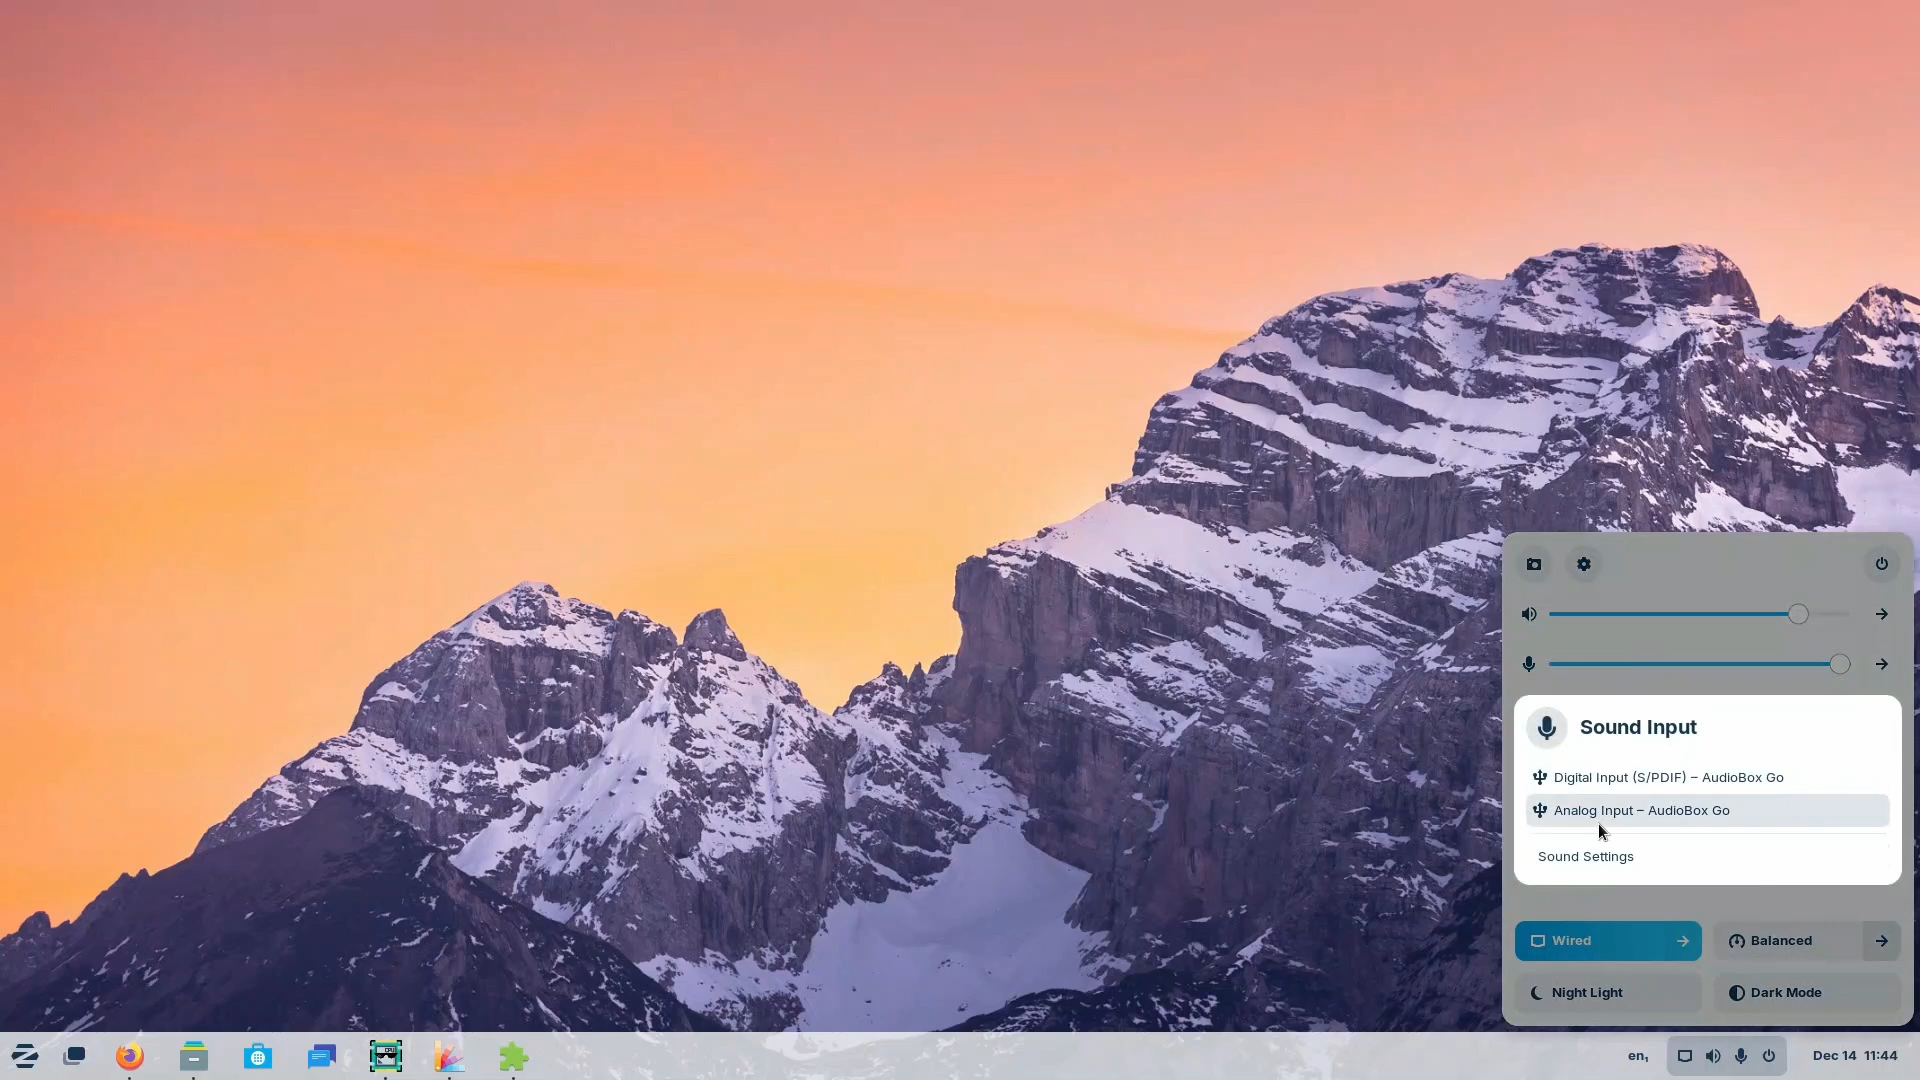 Sound Input
Digital Input (S/PDIF) – AudioBox Go
Analog Input – AudioBox Go
Sound Settings
Wired
Balanced
Night Light
Dark Mode
en₁
Dec 14 11:44